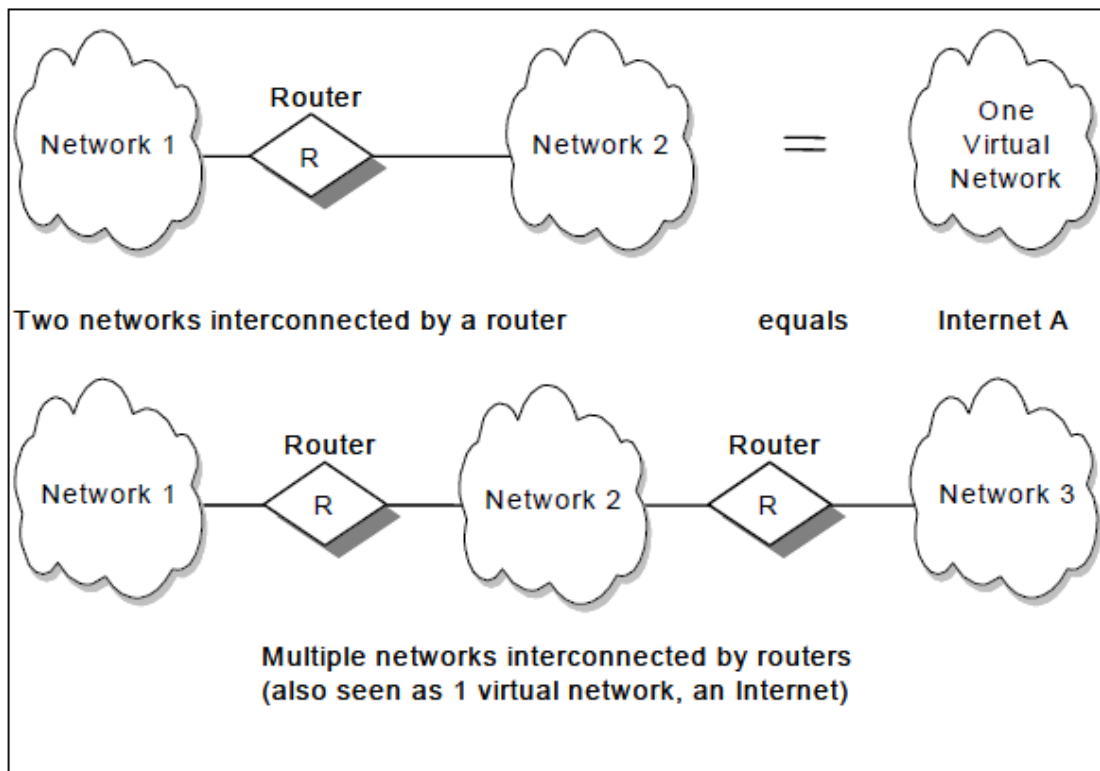 Router
Network 1
R
Network 2
=
One
Virtual
Network
Two networks interconnected by a router
equals
Internet A
Router
Router
Network 1
R
Network 2
R
Network 3
Multiple networks interconnected by routers
(also seen as 1 virtual network, an Internet)